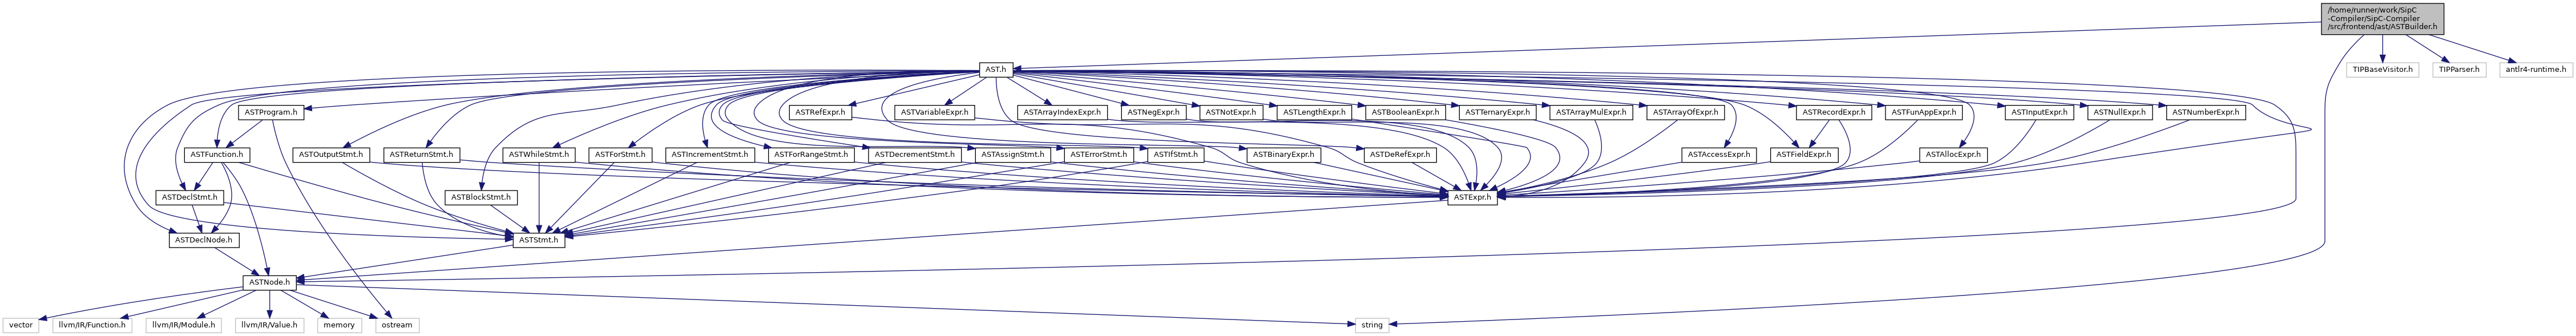 /home/runner/work/SipC
-Compiler/SipC-Compiler
/src/frontend/ast/ASTBuilder.h
AST.h
TIPBaseVisitor.h
TIPParser.h
antlr4-runtime.h
ASTProgram.h
ASTRefExpr.h
ASTVariableExpr.h
ASTArrayIndexExpr.h
ASTNegExpr.h
ASTNotExpr.h
ASTLengthExpr.h
ASTBooleanExpr.h
ASTTernaryExpr.h
ASTArrayMulExpr.h
ASTArrayOfExpr.h
ASTRecordExpr.h
ASTFunAppExpr.h
ASTInputExpr.h
ASTNullExpr.h
ASTNumberExpr.h
ASTFunction.h
ASTOutputStmt.h
ASTReturnStmt.h
ASTWhileStmt.h
ASTForStmt.h
ASTIncrementStmt.h
ASTForRangeStmt.h
ASTDecrementStmt.h
ASTAssignStmt.h
ASTErrorStmt.h
ASTIfStmt.h
ASTBinaryExpr.h
ASTDeRefExpr.h
ASTAccessExpr.h
ASTFieldExpr.h
ASTAllocExpr.h
ASTDeclStmt.h
ASTBlockStmt.h
ASTExpr.h
ASTDeclNode.h
ASTStmt.h
ASTNode.h
vector
llvm/IR/Function.h
llvm/IR/Module.h
llvm/IR/Value.h
memory
ostream
string